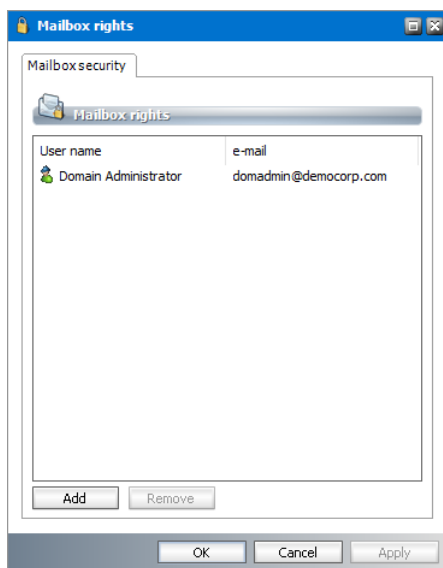 Mailbox rights
Mailbox security
Mailbox rights
User name e-mail
Domain Administrator domadmin@democorp.com
Add Remove
OK Cancel Apply